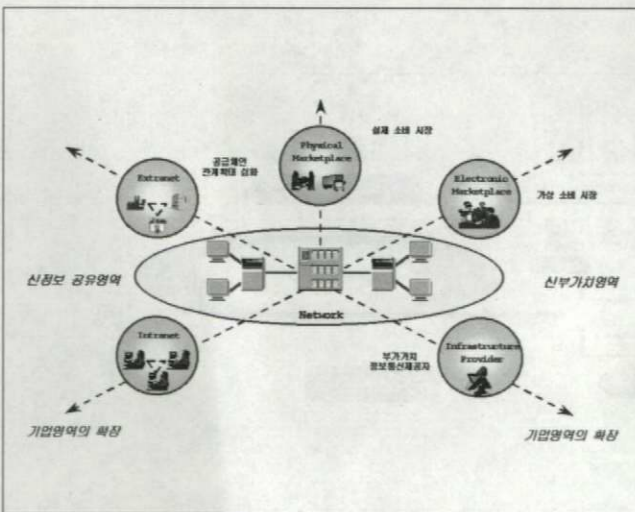 Physical
Marketplace
실제 소비 시장
공급체인
관계확대 심화
Extranet
Electronic
Marketplace
가상 소비 시장
신정보 공유영역
신부가치영역
Network
Intranet
부가가치
정보통신제공자
Infrastructure
Provider
기업영역의 확장
기업영역의 확장